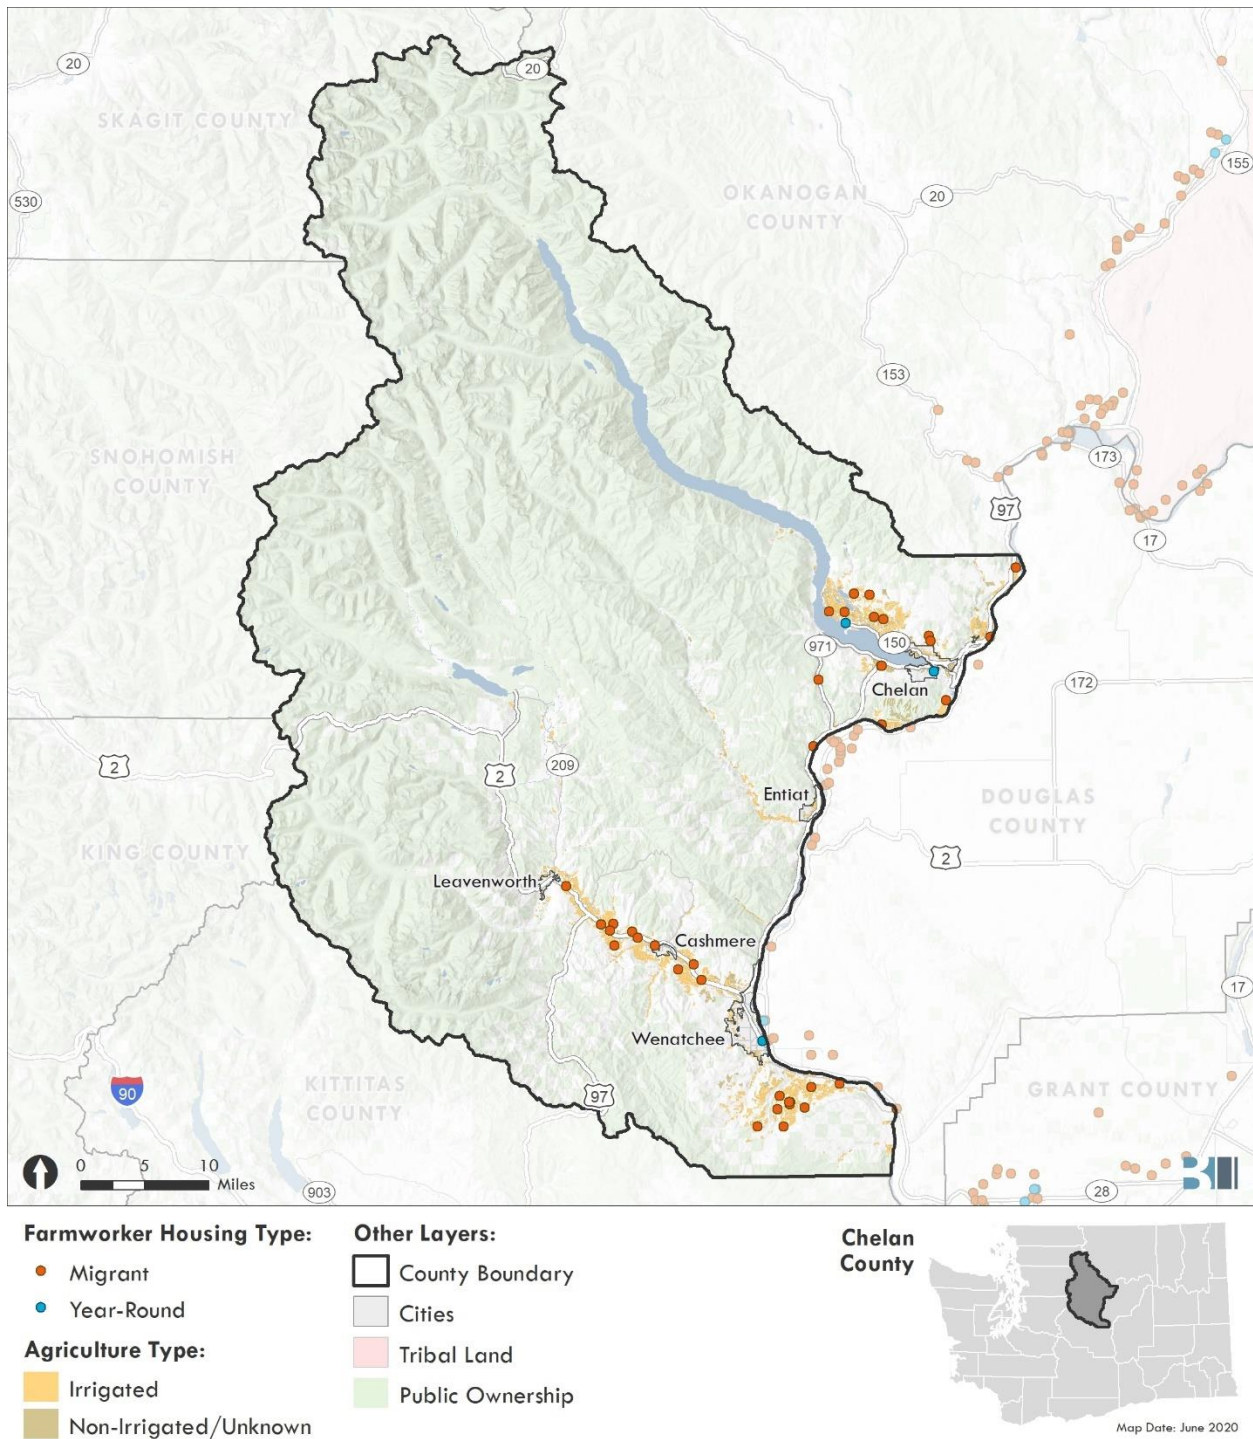 20
20
SKAGIT COUNTY
155
OKANOGAN
COUNTY
20
530
153
SNOHOMISH
COUNTY
173
97
17
150
971
Chelan
172
2
209
2
Entiat
DOUGLAS
COUNTY
2
KING COUNTY
Leavenworth
Cashmere
17
Wenatchee
90
KITTITAS
COUNTY
97
GRANT COUNTY
0 5 10
Miles
903
28
Farmworker Housing Type:
Migrant
Year-Round
Agriculture Type:
Irrigated
Non-Irrigated/Unknown
Other Layers:
County Boundary
Cities
Tribal Land
Public Ownership
Chelan
County
Map Date: June 2020